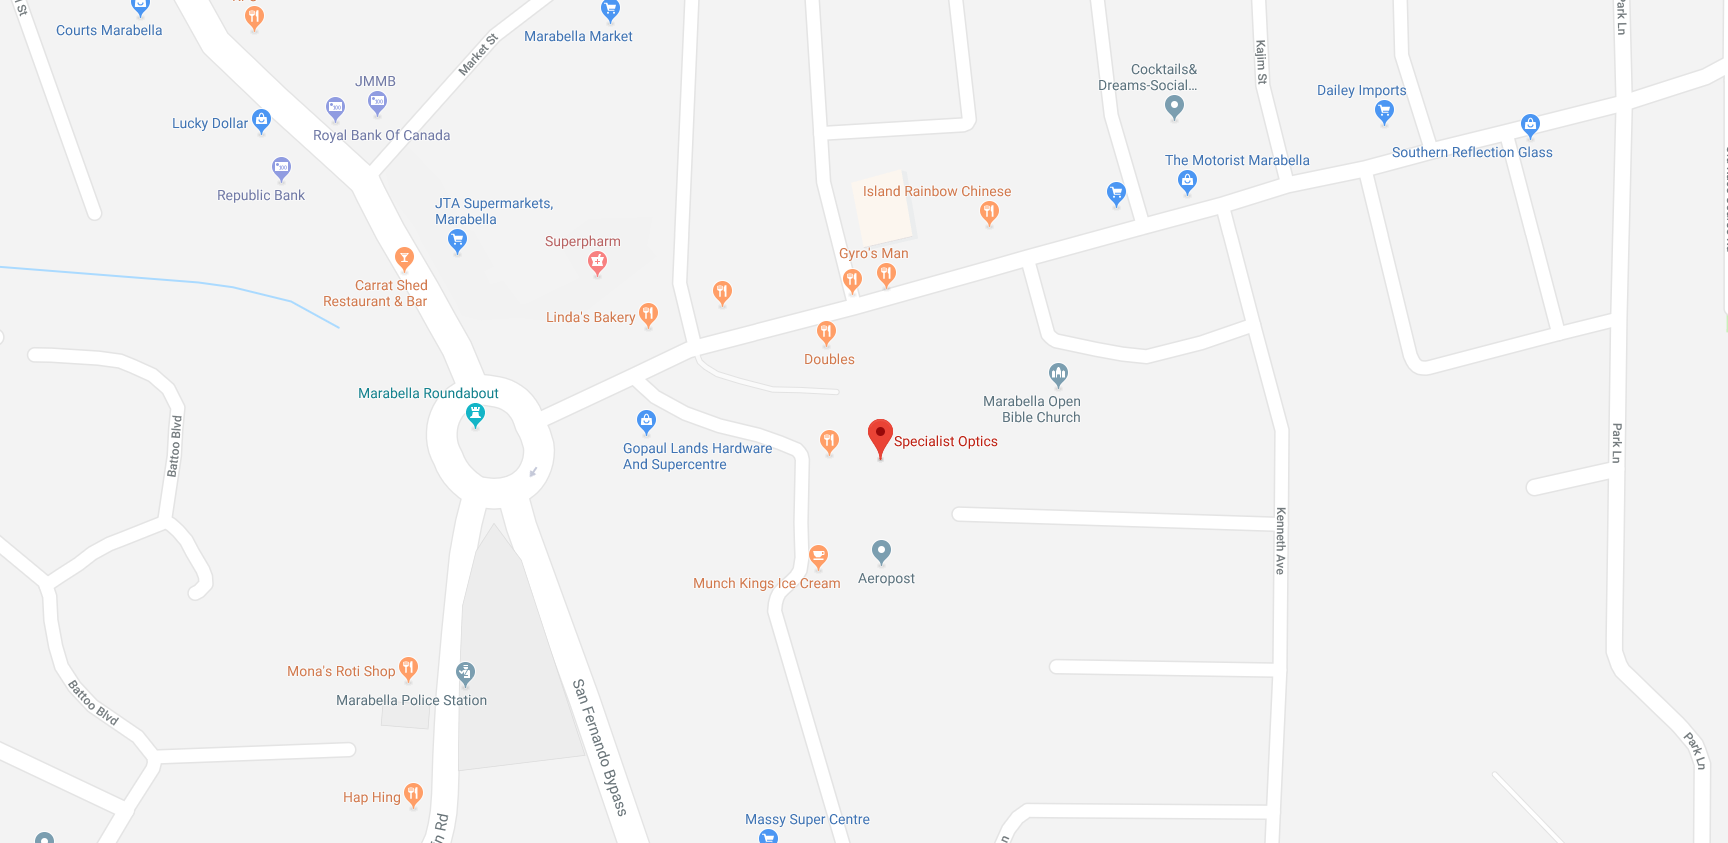 Courts Marabella
Market St
Marabella Market
JMMB
Royal Bank Of Canada
Lucky Dollar
Republic Bank
JTA Supermarkets,
Marabella
Superpharm
Carrat Shed
Restaurant & Bar
Linda's Bakery
Island Rainbow Chinese
Gyro's Man
Doubles
Cocktails&
Dreams-Social...
Kajim St
Dailey Imports
Park Ln
The Motorist Marabella
Southern Reflection Glass
Marabella Roundabout
Battoo Blvd
Gopaul Lands Hardware
And Supercentre
Marabella Open
Bible Church
Specialist Optics
Park Ln
Kenneth Ave
Munch Kings Ice Cream
Aeropost
Mona's Roti Shop
Marabella Police Station
Battoo Blvd
San Fernando Bypass
Park Ln
Hap Hing
Rd
Massy Super Centre